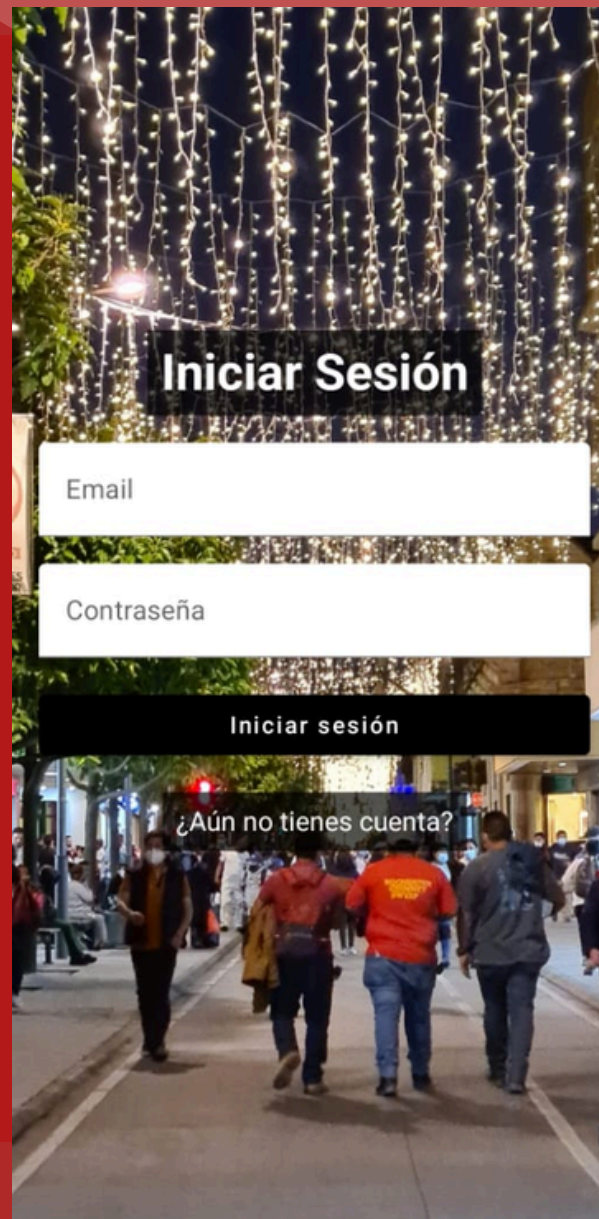 Iniciar Sesión
Email
Contraseña
Iniciar sesión
¿Aún no tienes cuenta?